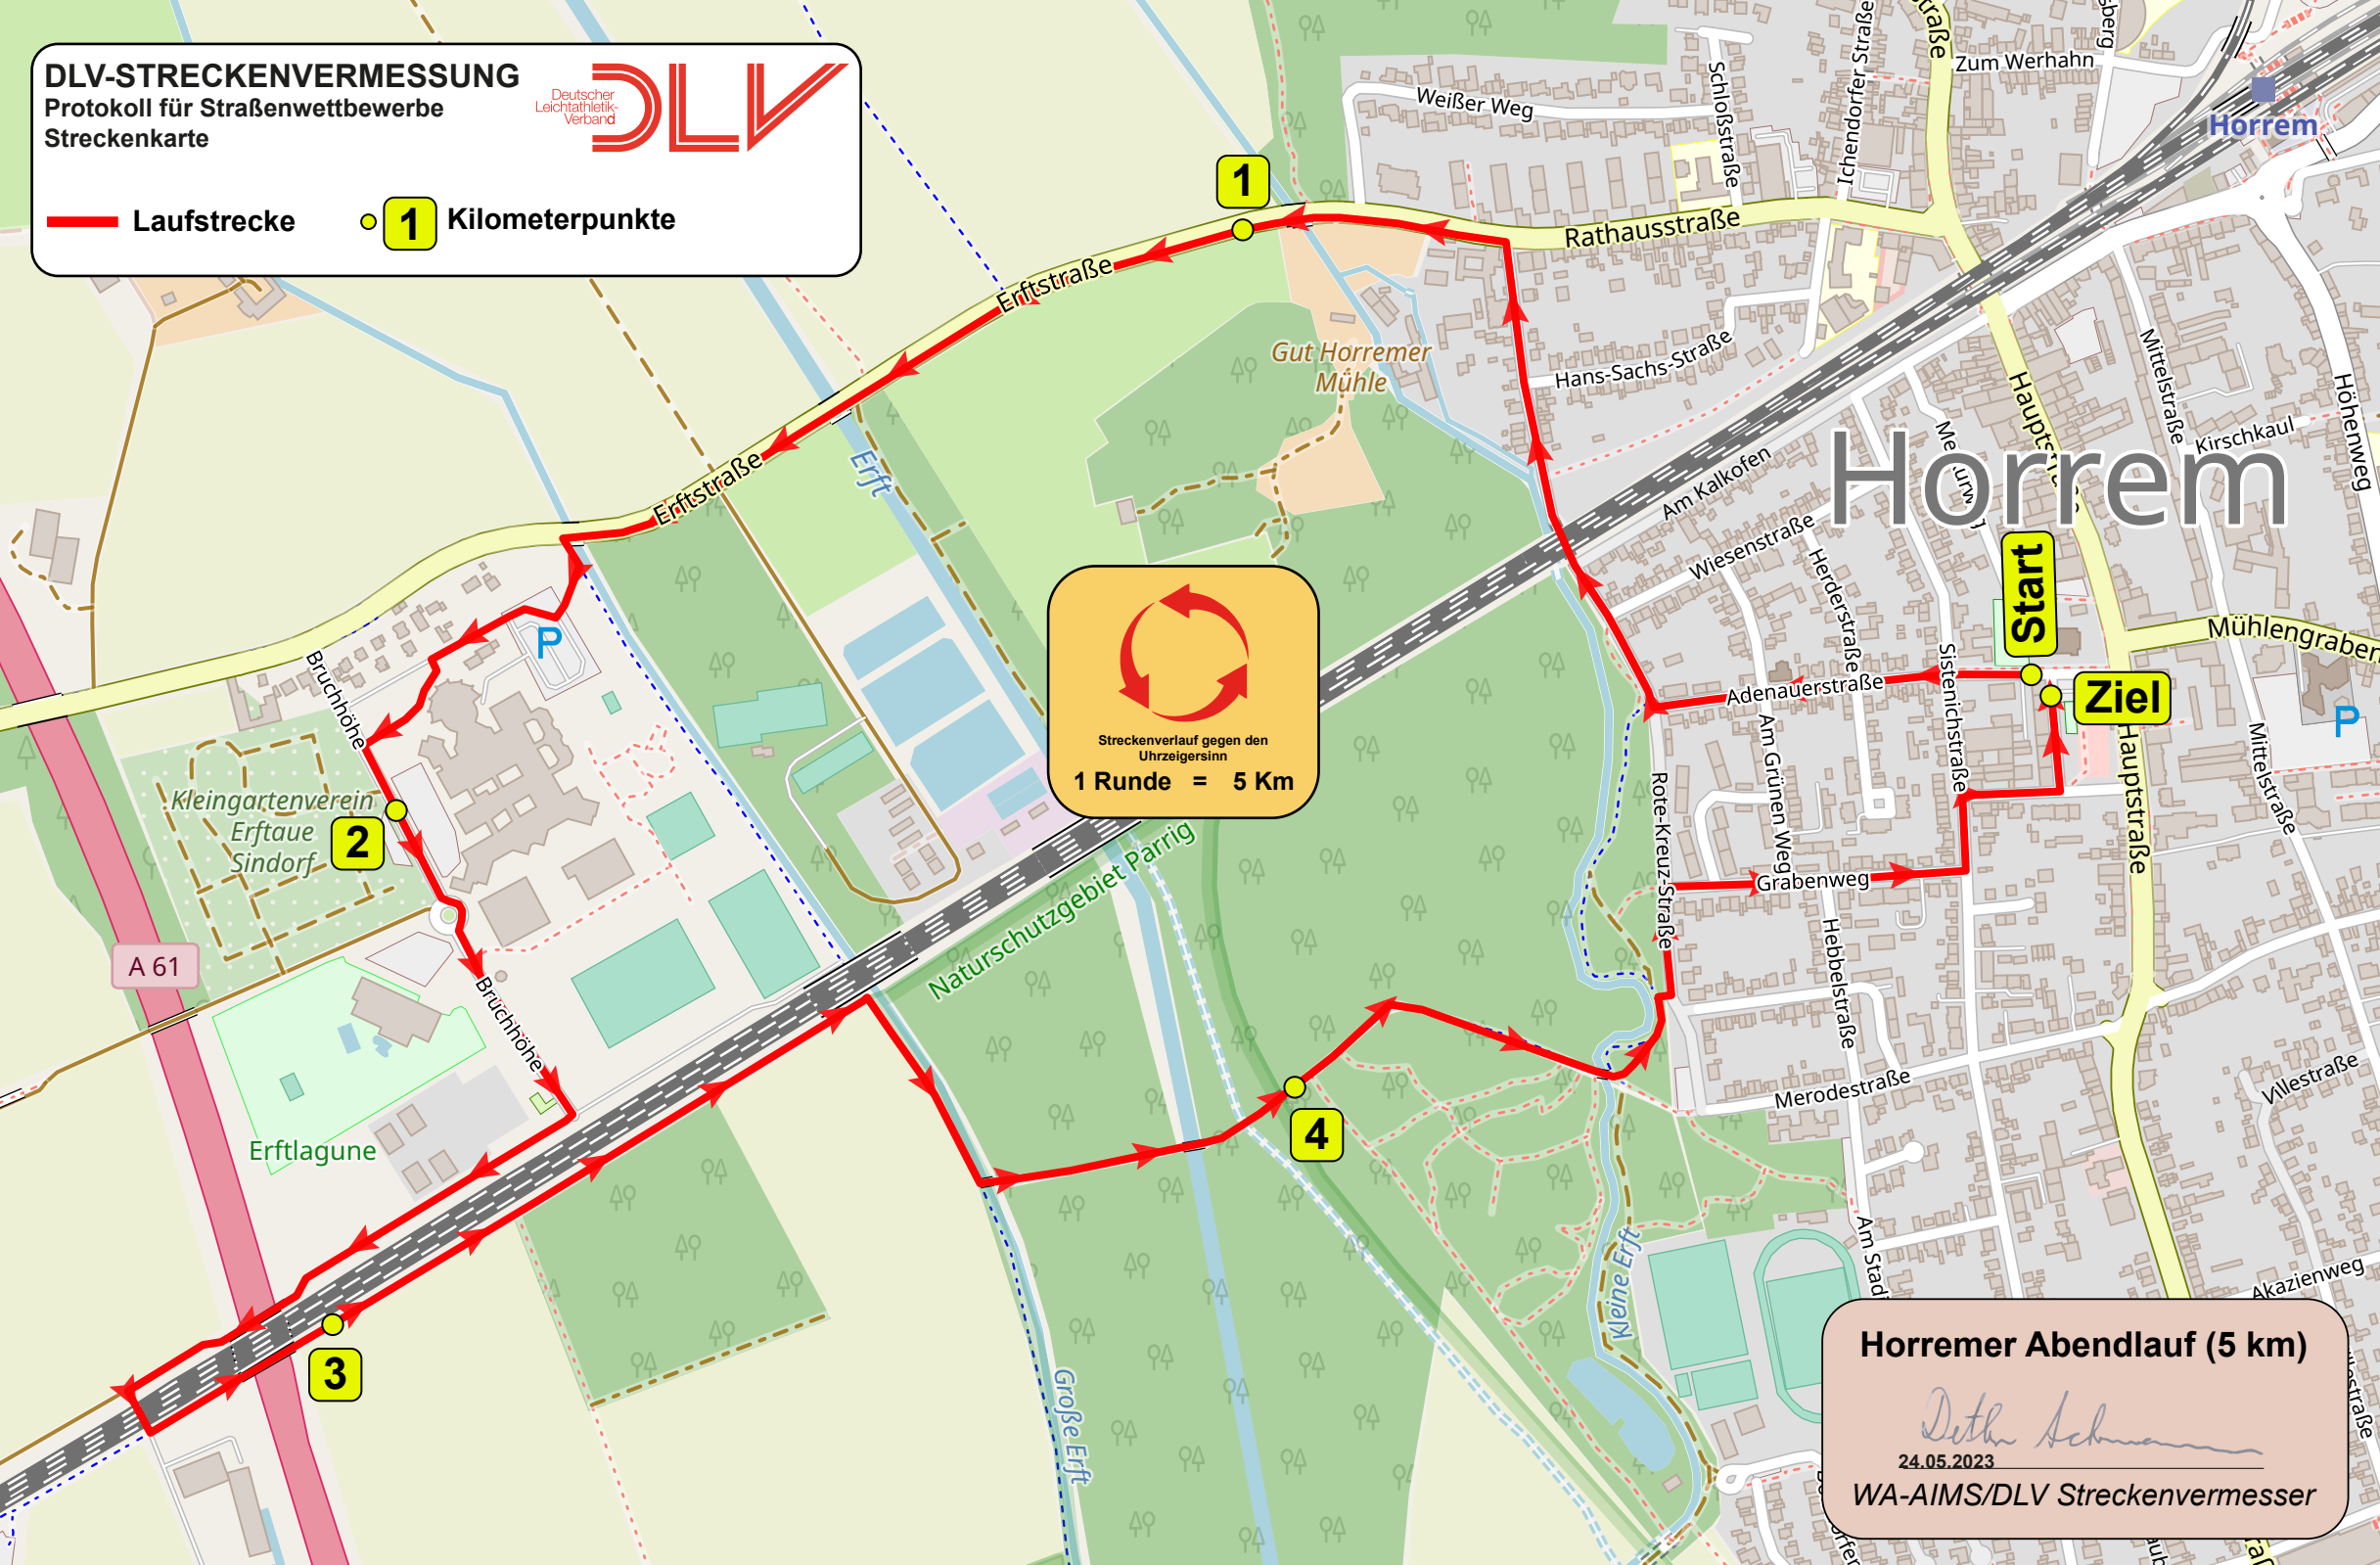 DLV-STRECKENVERMESSUNG
Protokoll für Straßenwettbewerbe
Streckenkarte
Deutscher
Leichtathletik-
Verband
DLV
Laufstrecke
1
Kilometerpunkte
Weißer Weg
Schloßstraße
Ichendorfer Straße
Zum Werhahn
Horrem
Rathausstraße
1
Erftstraße
Gut Horremer
Mühle
Hans-Sachs-Straße
Hauptstraße
Mittelstraße
Kirschkaul
Höhenweg
Horrem
Am Kalkofen
Wiesenstraße
Herderstraße
Erft
Erftstraße
Start
Mühlengraben
Ziel
Adenauerstraße
Sistenichstraße
Am Grünen Weg
Hauptstraße
Mittelstraße
P
P
Bruchhöhe
Kleingartenverein
Erftaue
Sindorf
2
Streckenverlauf gegen den
Uhrzeigersinn
1 Runde = 5 Km
Rote-Kreuz-Straße
Grabenweg
Hebbelstraße
Naturschutzgebiet Parrig
A 61
Bruchhöhe
Erftlagune
4
Merodestraße
Villestraße
Am Stadi
Akazienweg
Kleine Erft
Große Erft
3
Horremer Abendlauf (5 km)
24.05.2023
WA-AIMS/DLV Streckenvermesser